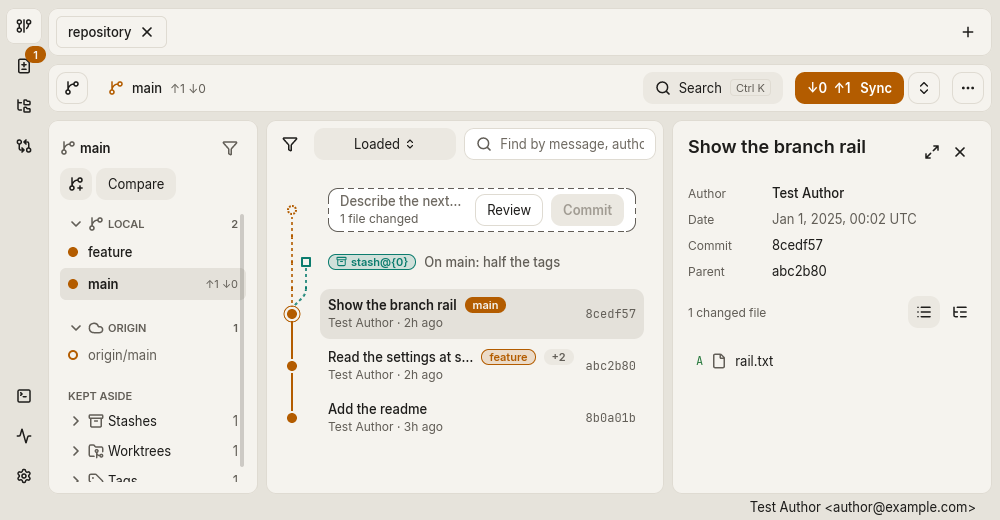 repository
1
main ↑1 ↓0
Search Ctrl K
↓0 ↑1 Sync
main
Compare
LOCAL 2
feature
main ↑1 ↓0
ORIGIN 1
origin/main
KEPT ASIDE
Stashes 1
Worktrees 1
Tags 1
Loaded
Find by message, autho
Describe the next...
1 file changed
Review
Commit
stash@{0} On main: half the tags
Show the branch rail main
Test Author · 2h ago
8cedf57
Read the settings at s... feature +2
Test Author · 2h ago
abc2b80
Add the readme
Test Author · 3h ago
8b0a01b
Show the branch rail
Author Test Author
Date Jan 1, 2025, 00:02 UTC
Commit 8cedf57
Parent abc2b80
1 changed file
A rail.txt
Test Author <author@example.com>